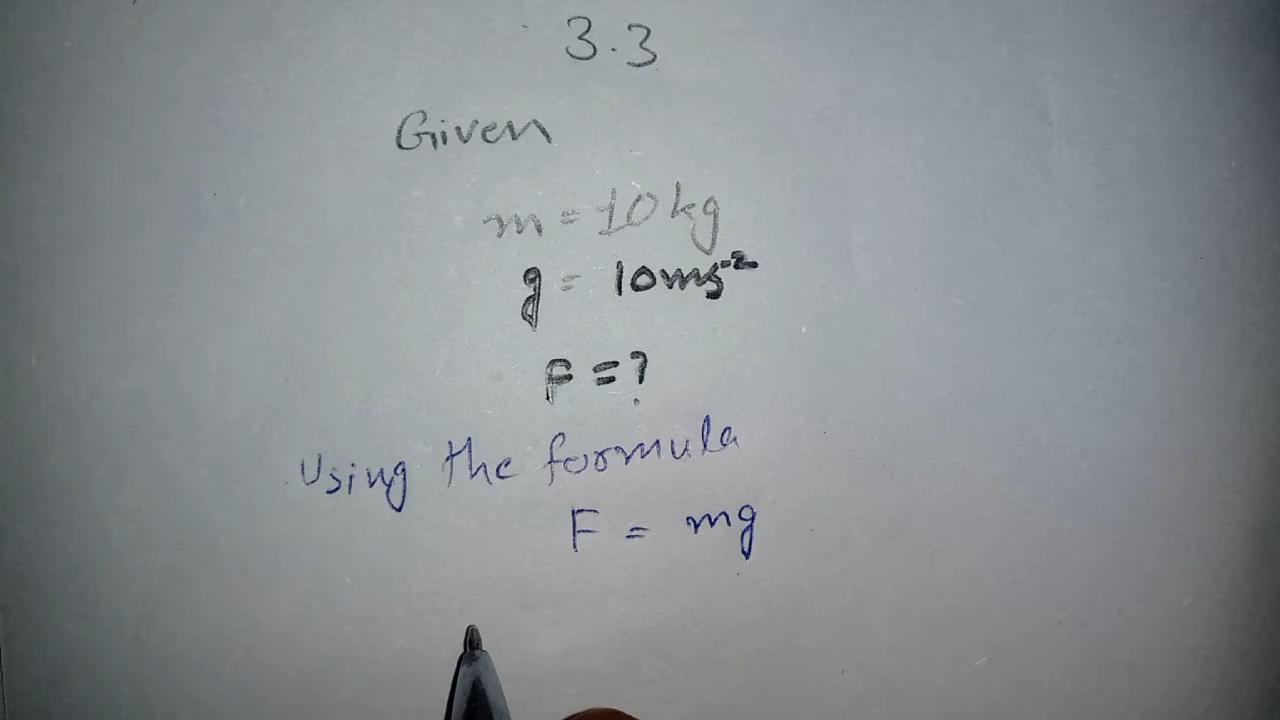 3.3
Given
m = 10 kg
g = 10ms⁻²
F = ?
Using the formula
F = mg